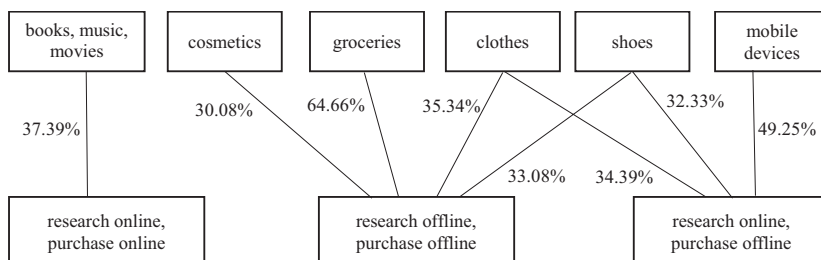 books, music,
movies
cosmetics
groceries
clothes
shoes
mobile
devices
37.39%
30.08%
64.66%
35.34%
32.33%
49.25%
33.08%
34.39%
research online,
purchase online
research offline,
purchase offline
research online,
purchase offline